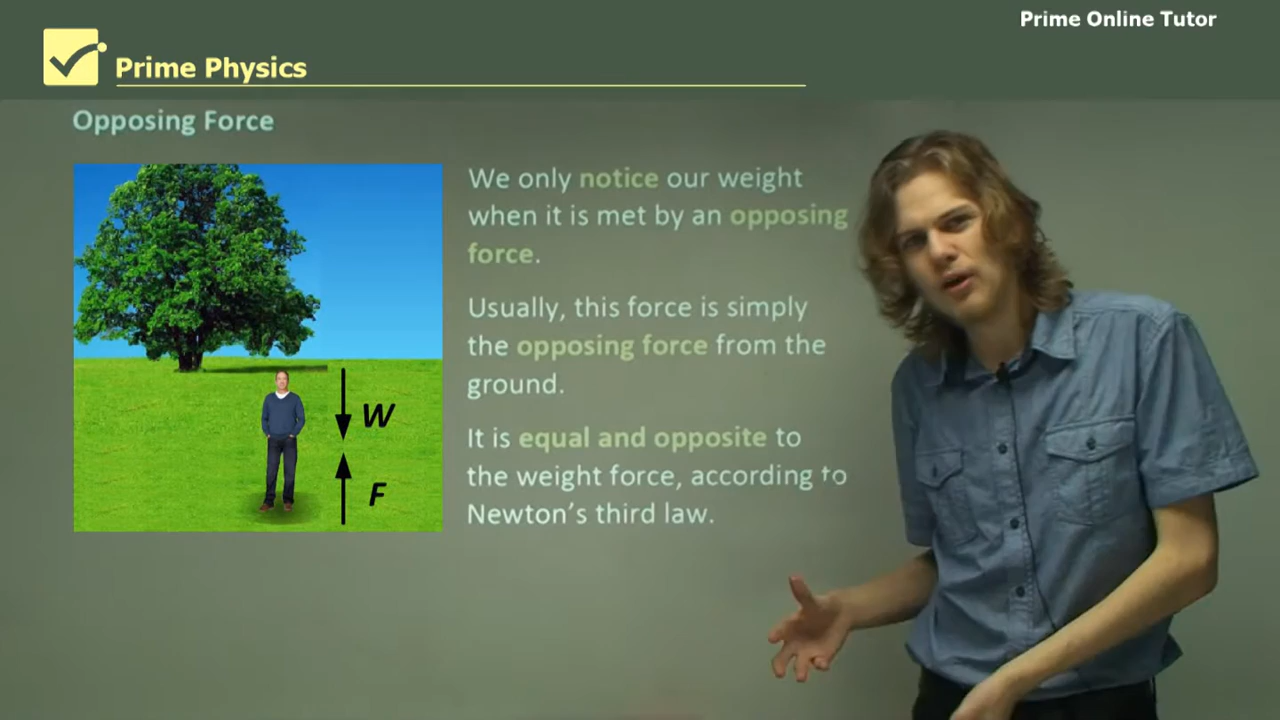 Prime Online Tutor
Prime Physics
Opposing Force
We only notice our weight
when it is met by an opposing
force.
Usually, this force is simply
the opposing force from the
ground.
It is equal and opposite to
the weight force, according to
Newton's third law.
W
F